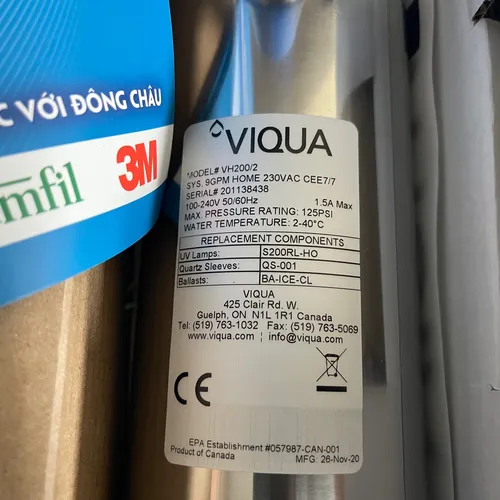 C VỚI ĐÔNG CHÂU
mfil
3M
VIQUA
MODEL# VH200/2
SYS, 9GPM HOME 230VAC CEE7/7
SERIAL# 201138438
100-240V 50/60Hz 1.5A Max
MAX. PRESSURE RATING: 125PSI
WATER TEMPERATURE: 2-40°C
REPLACEMENT COMPONENTS
UV Lamps: S200RL-HO
Quartz Sleeves: QS-001
Ballasts: BA-ICE-CL
VIQUA
425 Clair Rd. W.
Guelph, ON N1L 1R1 Canada
Tel: (519) 763-1032 Fax: (519) 763-5069
www.viqua.com | info@viqua.com
CE
EPA Establishment #057987-CAN-001
Product of Canada MFG. 26-Nov-20